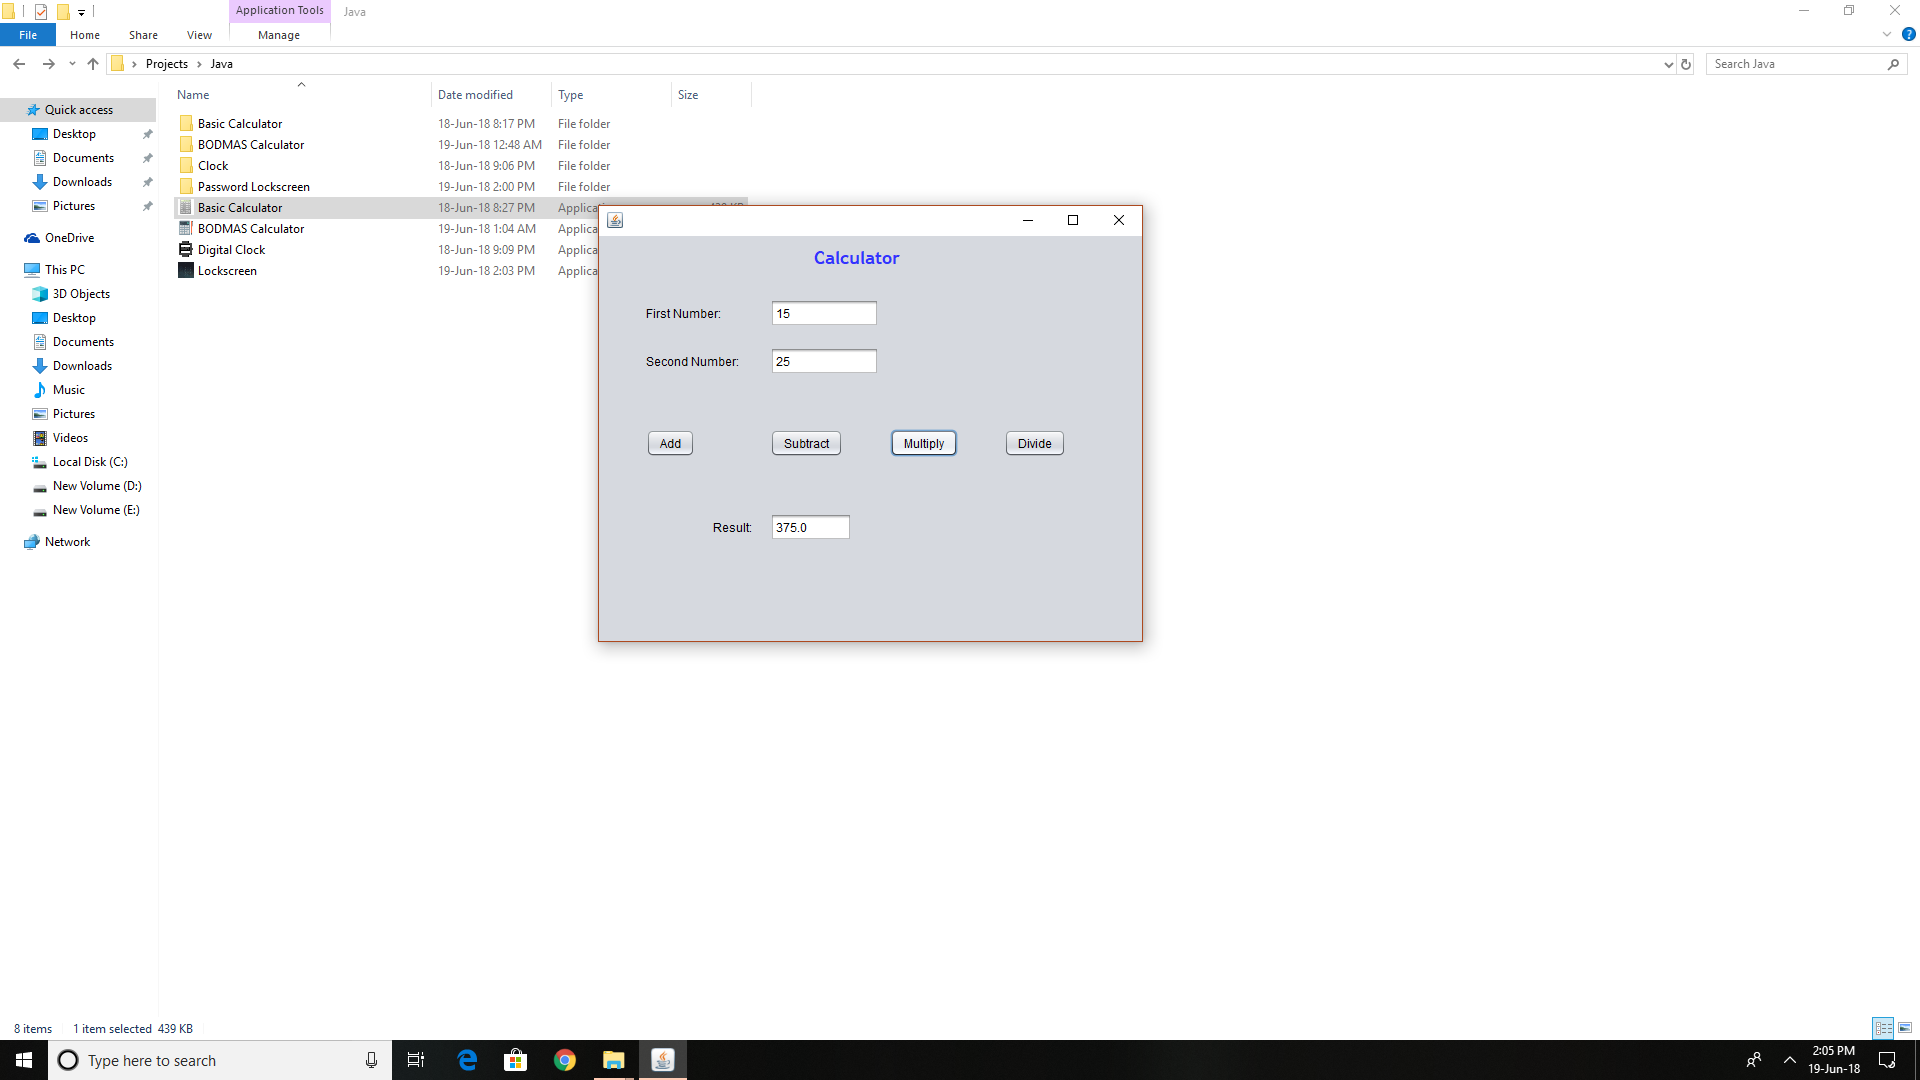 Application Tools Java
File Home Share View Manage
Projects Java
Search Java
Name Date modified Type Size
Quick access
Desktop
Documents
Downloads
Pictures
OneDrive
This PC
3D Objects
Desktop
Documents
Downloads
Music
Pictures
Videos
Local Disk (C:)
New Volume (D:)
New Volume (E:)
Network
Basic Calculator 18-Jun-18 8:17 PM File folder
BODMAS Calculator 19-Jun-18 12:48 AM File folder
Clock 18-Jun-18 9:06 PM File folder
Password Lockscreen 19-Jun-18 2:00 PM File folder
Basic Calculator 18-Jun-18 8:27 PM
BODMAS Calculator 19-Jun-18 1:04 AM Applica
Digital Clock 18-Jun-18 9:09 PM Applica
Lockscreen 19-Jun-18 2:03 PM Applica
Calculator
First Number: 15
Second Number: 25
Add Subtract Multiply Divide
Result: 375.0
8 items 1 item selected 439 KB
Type here to search
2:05 PM
19-Jun-18